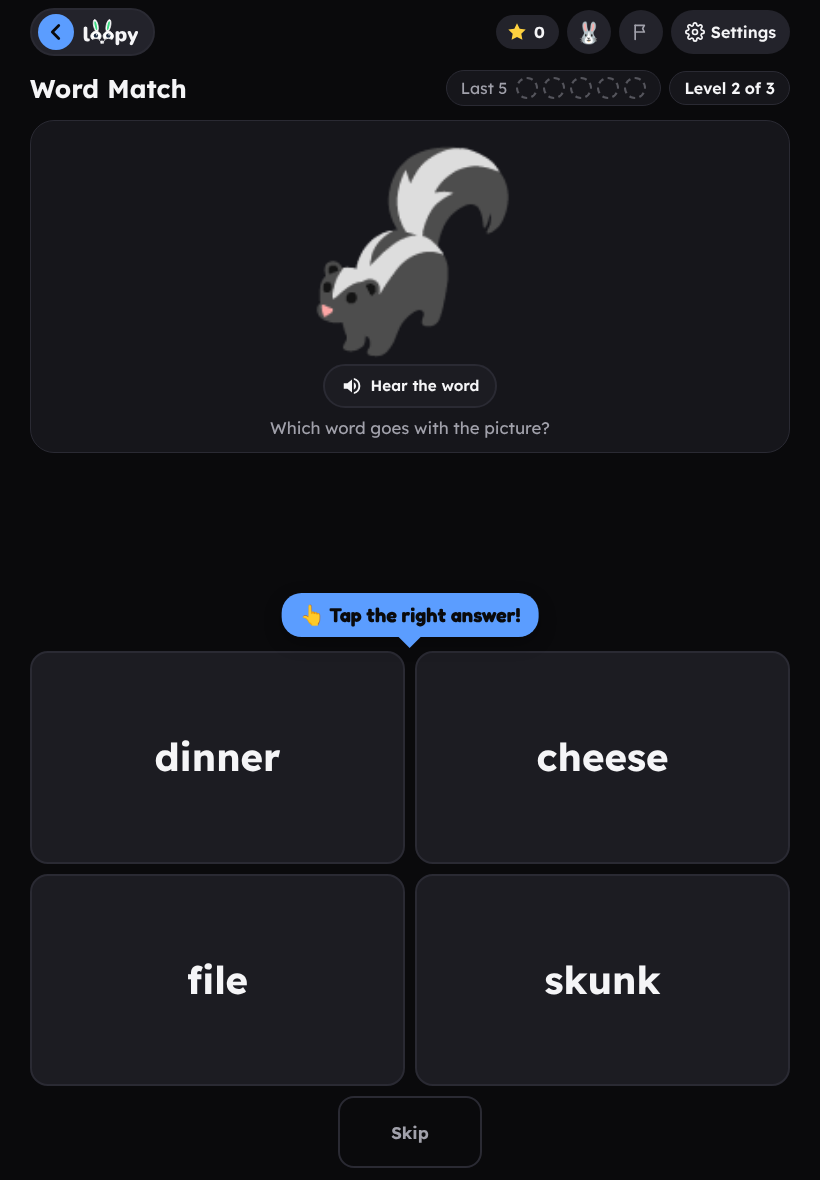 loopy
0
Settings
Word Match
Last 5
Level 2 of 3
Hear the word
Which word goes with the picture?
👆 Tap the right answer!
dinner
cheese
file
skunk
Skip